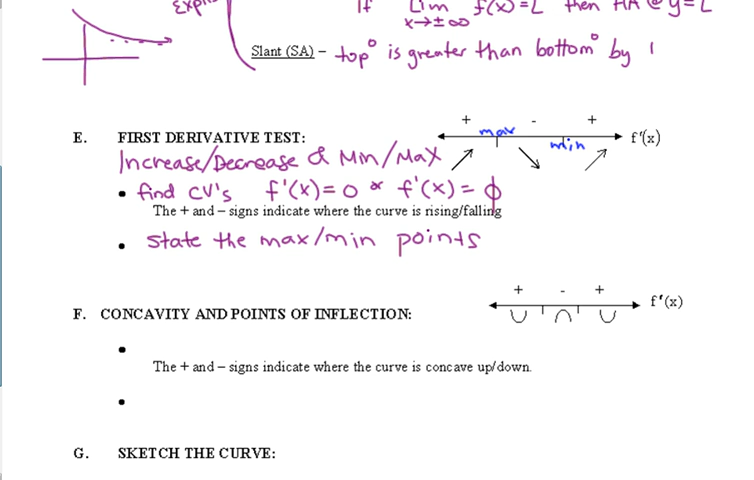 If Lim f(x) = L then HA @ y = L
x→±∞
Slant (SA) – top° is greater than bottom° by 1
+ - +
E. FIRST DERIVATIVE TEST: max min f'(x)
Increase/Decrease & Min/Max
• find CV's f'(x) = 0 or f'(x) = ϕ
The + and – signs indicate where the curve is rising/falling
• state the max/min points
+ - +
F. CONCAVITY AND POINTS OF INFLECTION: f"(x)
•
The + and – signs indicate where the curve is concave up/down.
•
G. SKETCH THE CURVE: